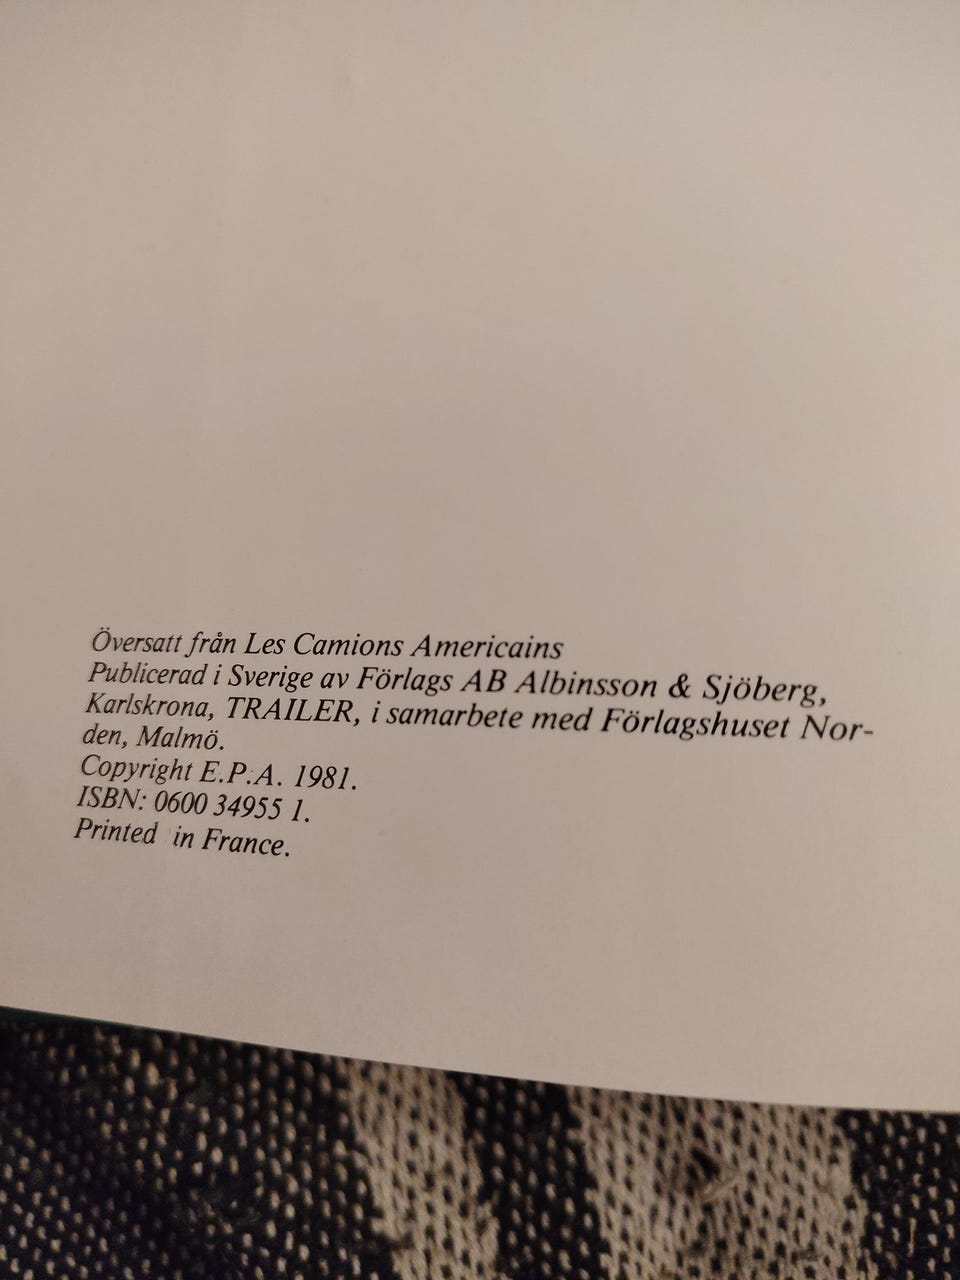 Översatt från Les Camions Americains
Publicerad i Sverige av Förlags AB Albinsson & Sjöberg,
Karlskrona, TRAILER, i samarbete med Förlagshuset Nor-
den, Malmö.
Copyright E.P.A. 1981.
ISBN: 0600 34955 1.
Printed in France.